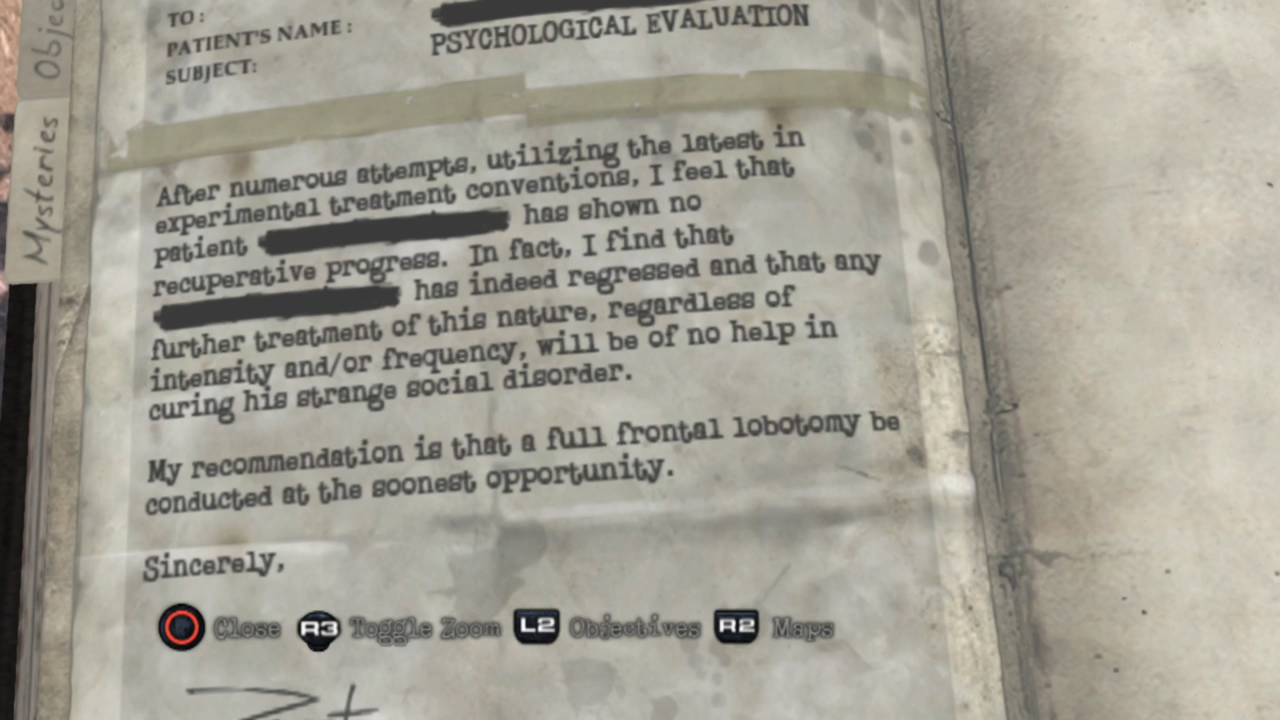 Objec
Mysteries
TO:
PATIENT'S NAME:
SUBJECT:
PSYCHOLOGICAL EVALUATION
After numerous attempts, utilizing the latest in
experimental treatment conventions, I feel that
patient has shown no
recuperative progress. In fact, I find that
has indeed regressed and that any
further treatment of this nature, regardless of
intensity and/or frequency, will be of no help in
curing his strange social disorder.
My recommendation is that a full frontal lobotomy be
conducted at the soonest opportunity.
Sincerely,
Close R3 Toggle Zoom L2 Objectives R2 Maps